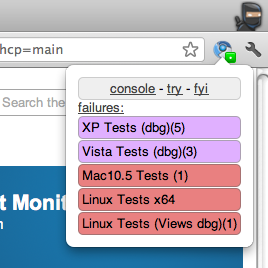 hcp=main
console - try - fyi
Search the
failures:
XP Tests (dbg)(5)
Vista Tests (dbg)(3)
Mac10.5 Tests (1)
Linux Tests x64
Linux Tests (Views dbg)(1)
t Monit